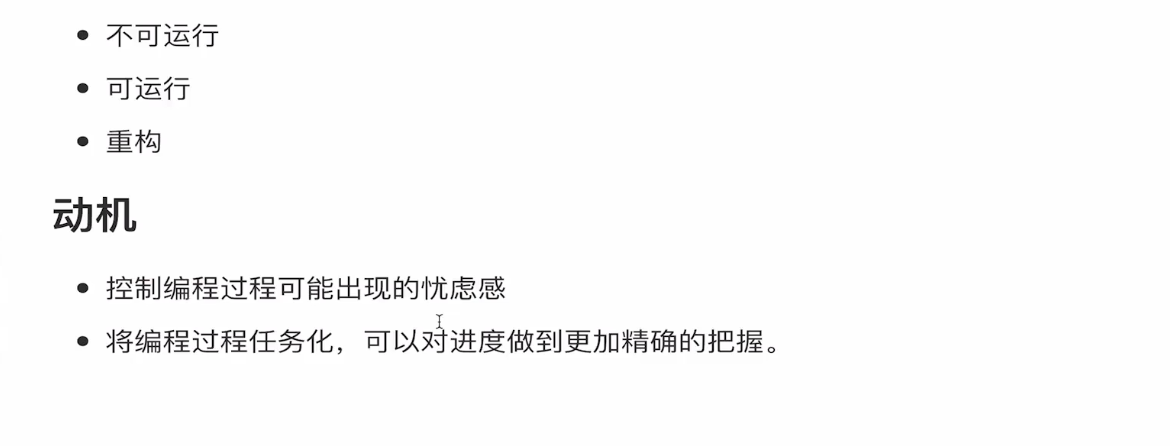 不可运行
可运行
重构
动机
控制编程过程可能出现的忧虑感
将编程过程任务化，可以对进度做到更加精确的把握。